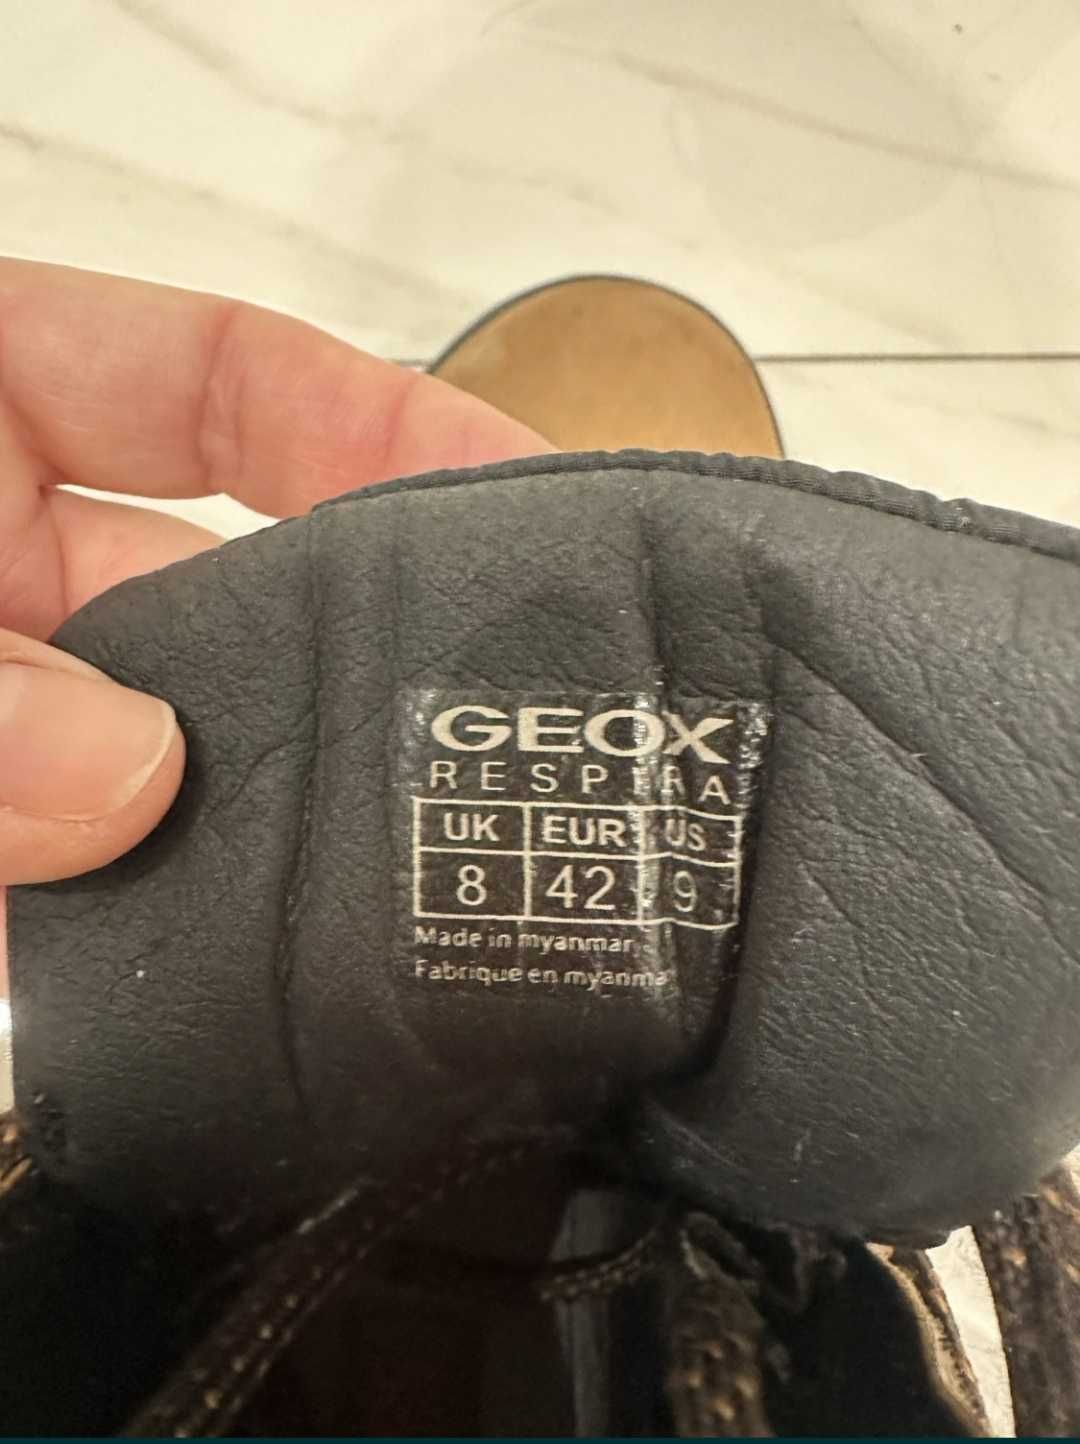 GEOX
RESPIRA
UK EUR US
8 42 9
Made in myanmar
Fabrique en myanmar